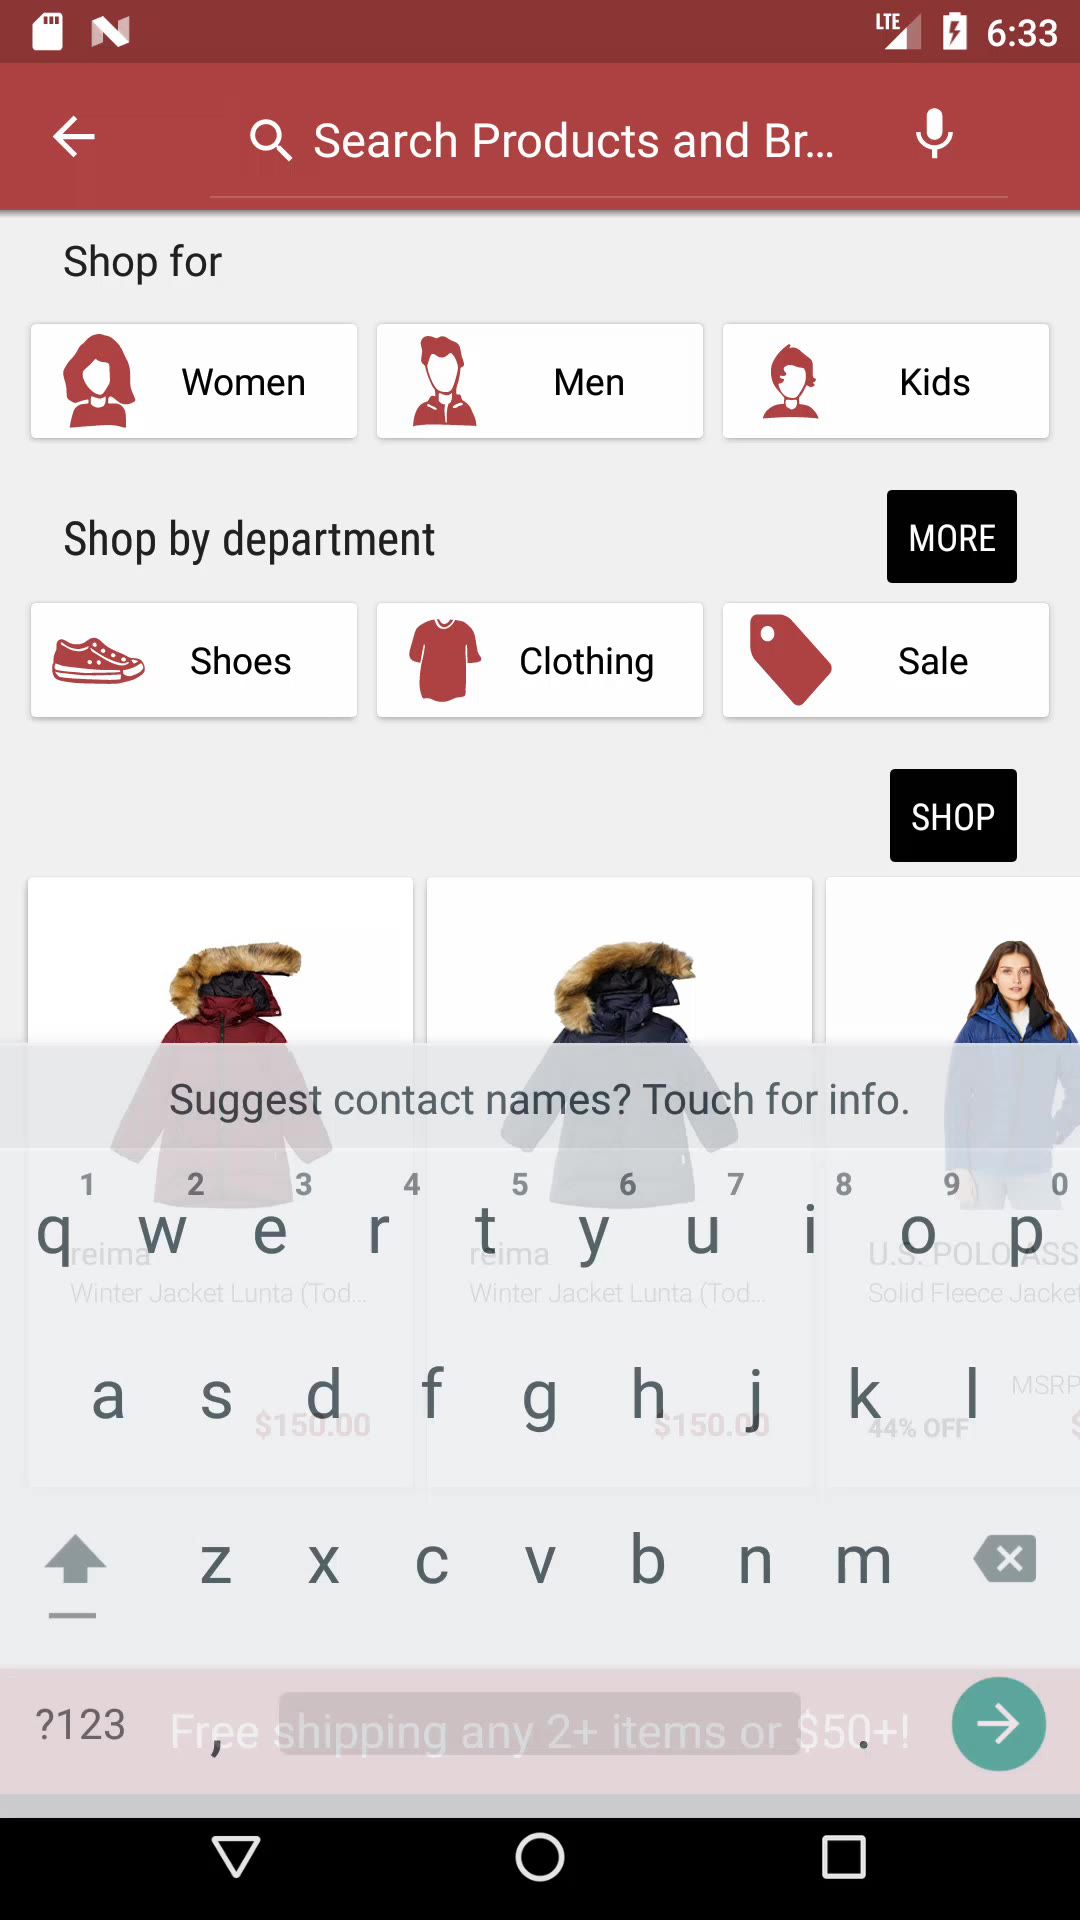 LTE 6:33
Search Products and Br...
Shop for
Women Men Kids
Shop by department MORE
Shoes Clothing Sale
SHOP
Suggest contact names? Touch for info.
1 2 3 4 5 6 7 8 9 0
q w e r t y u i o p
reima reima U.S. POLO ASS
Winter Jacket Lunta (Tod... Winter Jacket Lunta (Tod... Solid Fleece Jacke
a s d f g h j k l
MSRP
$150.00 $150.00 44% OFF $
z x c v b n m
?123 , .
Free shipping any 2+ items or $50+!